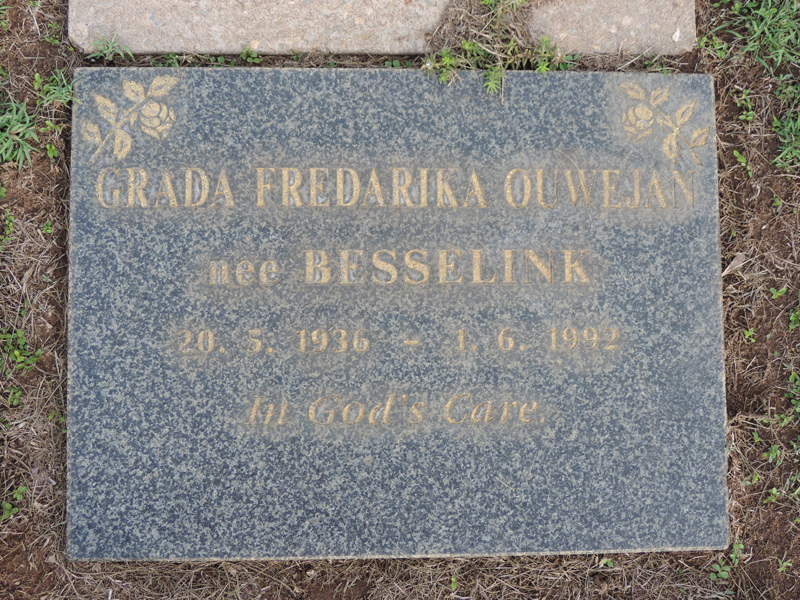 GRADA FREDARIKA OUWEJAN
nee BESSELINK
20. 5. 1936 - 1. 6. 1992
In God's Care.